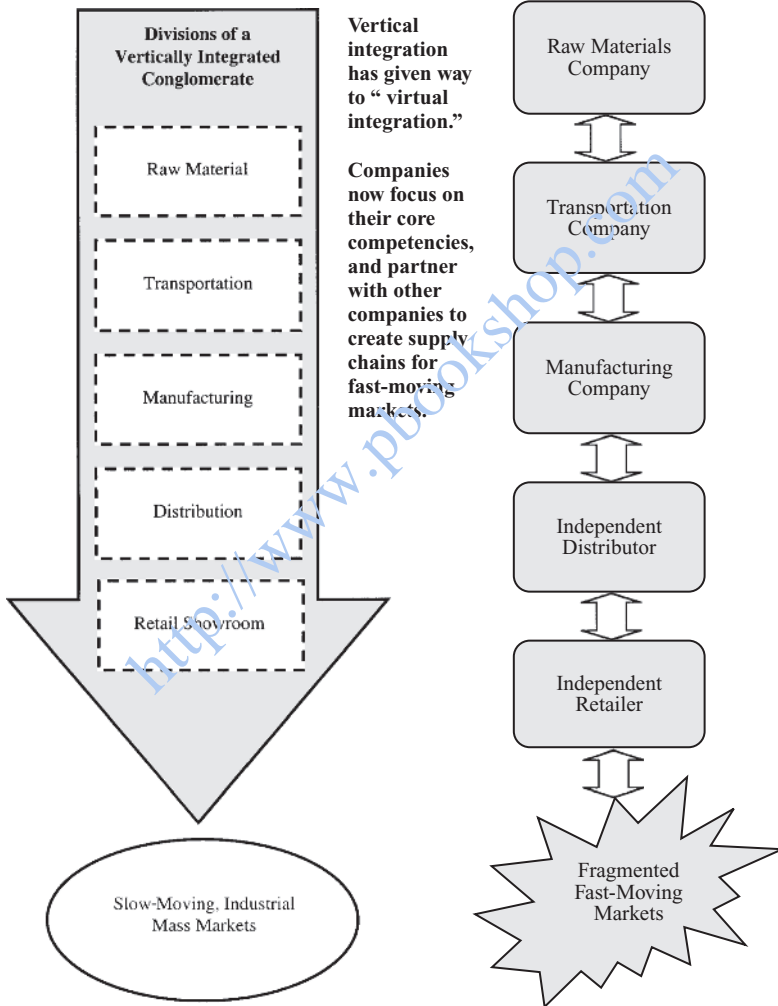 Divisions of a
Vertically Integrated
Conglomerate
Raw Material
Transportation
Manufacturing
Distribution
Retail Showroom
Slow-Moving, Industrial
Mass Markets
Vertical
integration
has given way
to “ virtual
integration.”
Companies
now focus on
their core
competencies,
and partner
with other
companies to
create supply
chains for
fast-moving
markets.
Raw Materials
Company
Transportation
Company
Manufacturing
Company
Independent
Distributor
Independent
Retailer
Fragmented
Fast-Moving
Markets
http://www.pbookshop.com